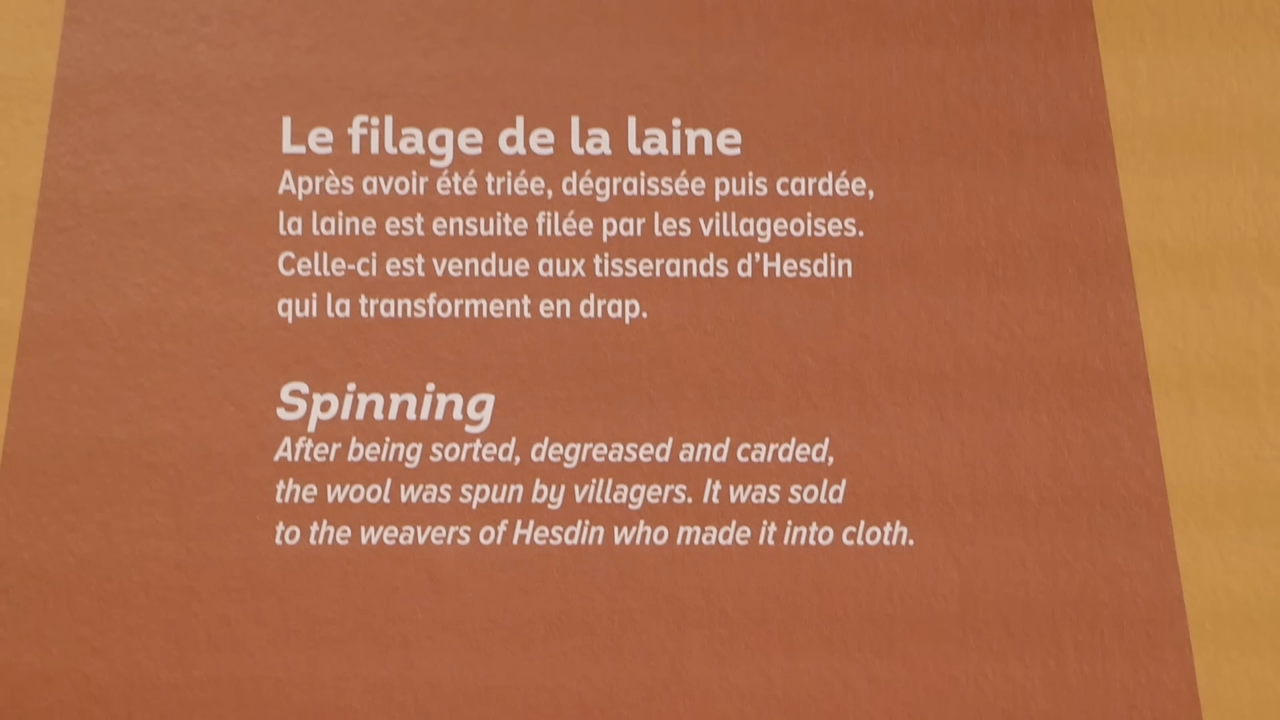 Le filage de la laine
Après avoir été triée, dégraissée puis cardée,
la laine est ensuite filée par les villageoises.
Celle-ci est vendue aux tisserands d’Hesdin
qui la transforment en drap.
Spinning
After being sorted, degreased and carded,
the wool was spun by villagers. It was sold
to the weavers of Hesdin who made it into cloth.